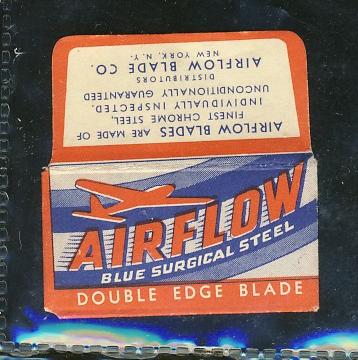 AIRFLOW BLADES ARE MADE OF
FINEST CHROME STEEL,
INDIVIDUALLY INSPECTED.
UNCONDITIONALLY GUARANTEED
DISTRIBUTORS
AIRFLOW BLADE CO.
NEW YORK, N.Y.
AIRFLOW
BLUE SURGICAL STEEL
DOUBLE EDGE BLADE